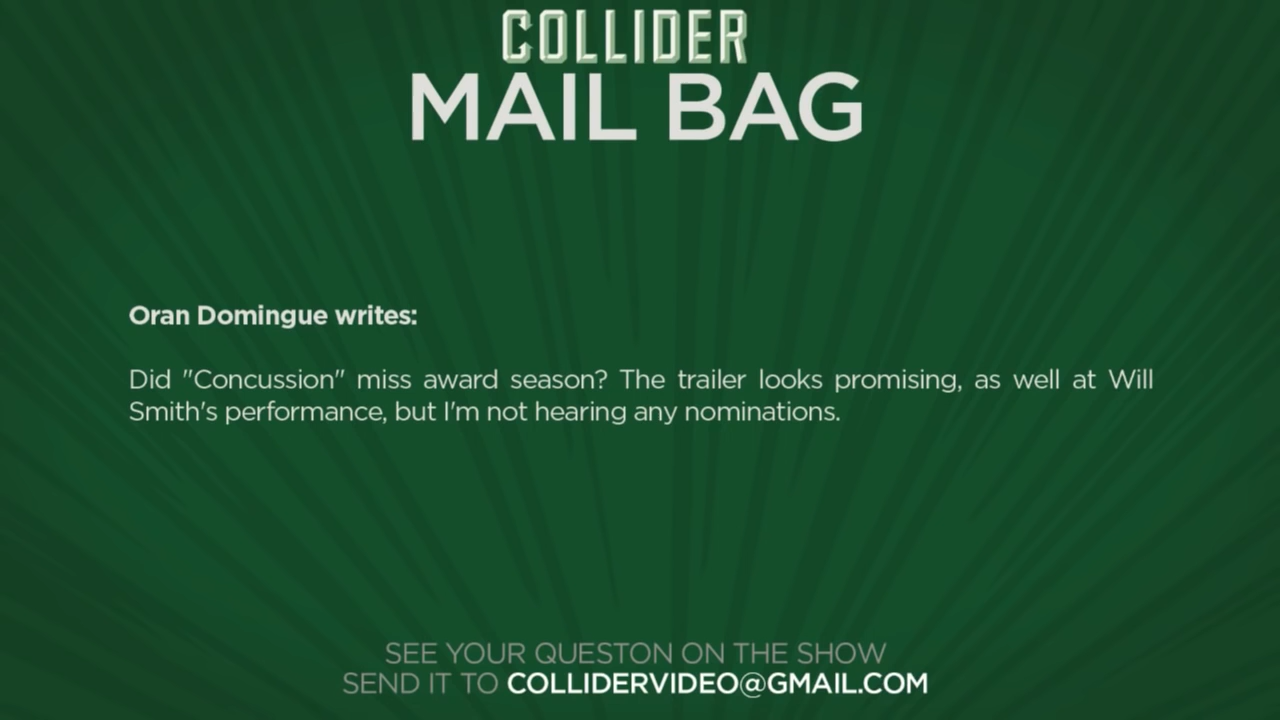 COLLIDER
MAIL BAG
Oran Domingue writes:
Did "Concussion" miss award season? The trailer looks promising, as well at Will
Smith's performance, but I'm not hearing any nominations.
SEE YOUR QUESTON ON THE SHOW
SEND IT TO COLLIDERVIDEO@GMAIL.COM